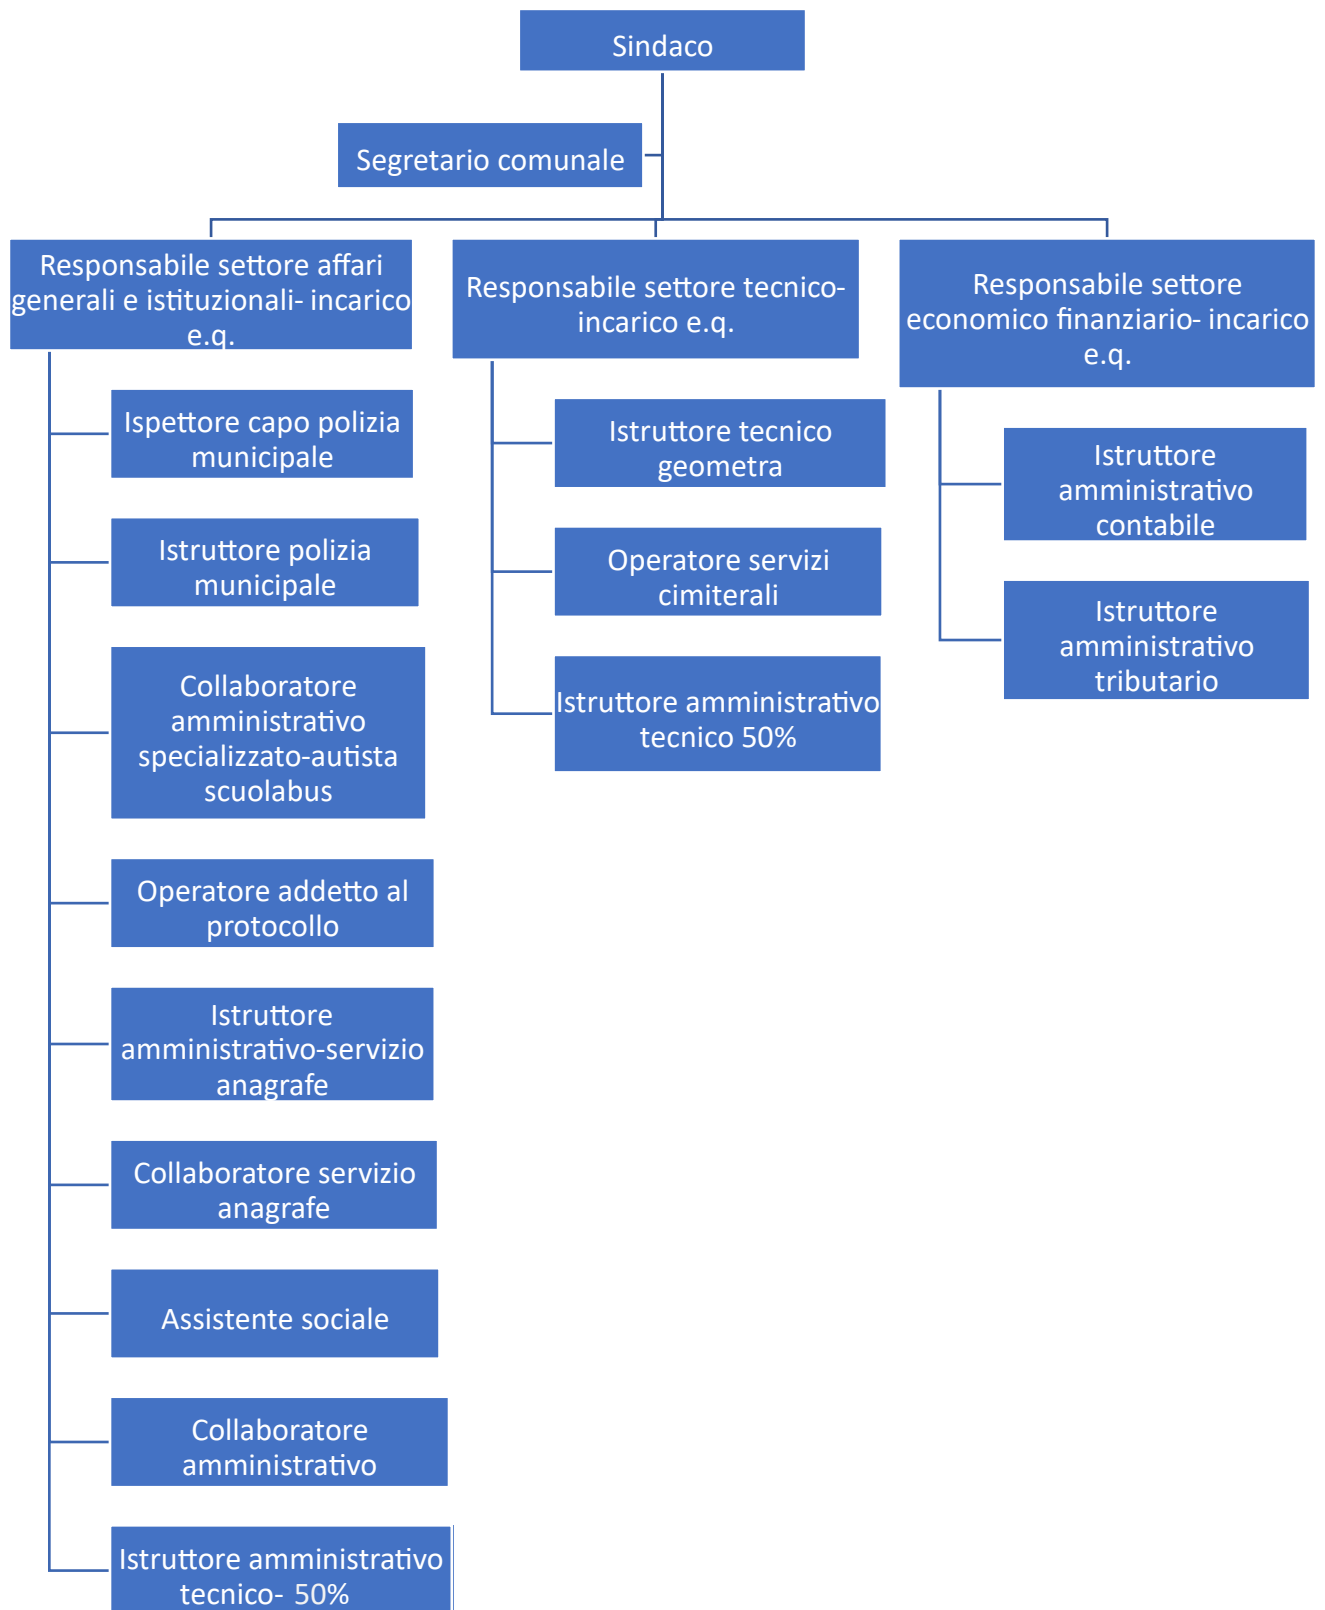 Sindaco
Segretario comunale
Responsabile settore affari
generali e istituzionali- incarico
e.q.
Ispettore capo polizia
municipale
Istruttore polizia
municipale
Collaboratore
amministrativo
specializzato-autista
scuolabus
Operatore addetto al
protocollo
Istruttore
amministrativo-servizio
anagrafe
Collaboratore servizio
anagrafe
Assistente sociale
Collaboratore
amministrativo
Istruttore amministrativo
tecnico- 50%
Responsabile settore tecnico-
incarico e.q.
Istruttore tecnico
geometra
Operatore servizi
cimiterali
Istruttore amministrativo
tecnico 50%
Responsabile settore
economico finanziario- incarico
e.q.
Istruttore
amministrativo
contabile
Istruttore
amministrativo
tributario